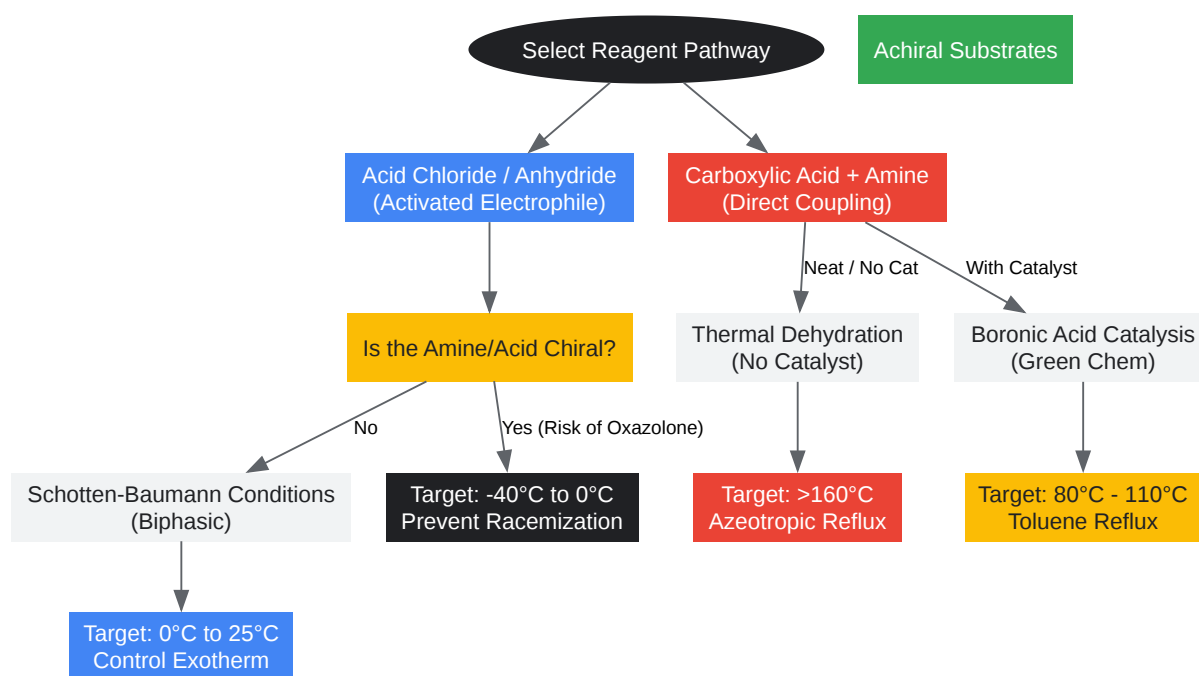 Select Reagent Pathway
Achiral Substrates
Acid Chloride / Anhydride
(Activated Electrophile)
Carboxylic Acid + Amine
(Direct Coupling)
Neat / No Cat
With Catalyst
Is the Amine/Acid Chiral?
Thermal Dehydration
(No Catalyst)
Boronic Acid Catalysis
(Green Chem)
No
Yes (Risk of Oxazolone)
Schotten-Baumann Conditions
(Biphasic)
Target: -40°C to 0°C
Prevent Racemization
Target: >160°C
Azeotropic Reflux
Target: 80°C - 110°C
Toluene Reflux
Target: 0°C to 25°C
Control Exotherm